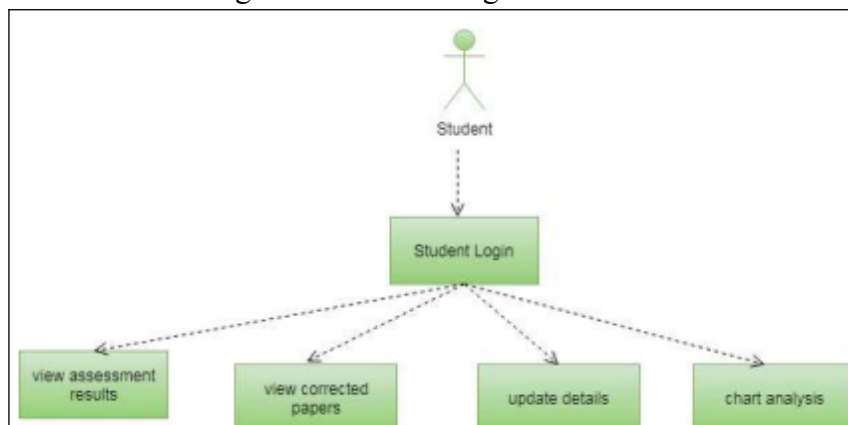 Student
Student Login
view assessment
results
view corrected
papers
update details
chart analysis